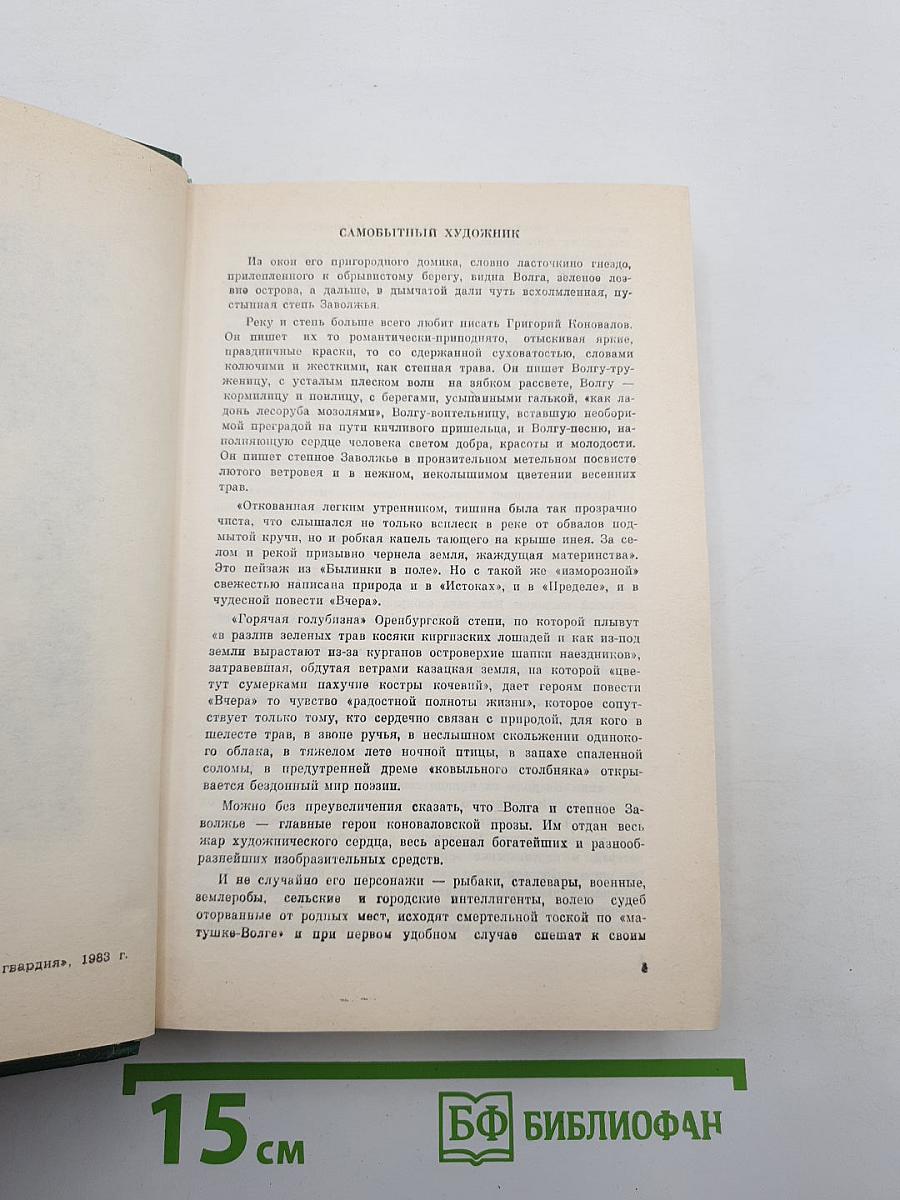 САМОБЫТНЫЙ ХУДОЖНИК
Из окон его пригородного домика, словно ласточкино гнездо,
прилепленного к обрывистому берегу, видна Волга, зеленое лез-
вие острова, а дальше, в дымчатой дали чуть всхолмленная, пу-
стынная степь Заволжья.
Реку и степь больше всего любит писать Григорий Коновалов.
Он пишет их то романтически-приподнято, отыскивая яркие,
праздничные краски, то со сдержанной суховатостью, словами
колючими и жесткими, как степная трава. Он пишет Волгу-тру-
женицу, с усталым плеском волн на зябком рассвете, Волгу —
кормилицу и поилицу, с берегами, усыпанными галькой, «как ла-
донь лесоруба мозолями», Волгу-воительницу, вставшую необори-
мой преградой на пути кичливого пришельца, и Волгу-песню, на-
полняющую сердце человека светом добра, красоты и молодости.
Он пишет степное Заволжье в пронзительном метельном посвисте
лютого ветровея и в нежном, неколышимом цветении весенних
трав.
«Откованная легким утренником, тишина была так прозрачно
чиста, что слышался не только всплеск в реке от обвалов под-
мытой кручи, но и робкая капель тающего на крыше инея. За се-
лом и рекой призывно чернела земля, жаждущая материнства».
Это пейзаж из «Былинки в поле». Но с такой же «изморозной»
свежестью написана природа и в «Истоках», и в «Пределе», и в
чудесной повести «Вчера».
«Горячая голубизна» Оренбургской степи, по которой плывут
«в разлив зеленых трав косяки киргизских лошадей и как из-под
земли вырастают из-за курганов островерхие шапки наездников»,
затравевшая, обдутая ветрами казацкая земля, на которой «цве-
тут сумерками пахучие костры кочевий», дает героям повести
«Вчера» то чувство «радостной полноты жизни», которое сопут-
ствует только тому, кто сердечно связан с природой, для кого в
шелесте трав, в звоне ручья, в неслышном скольжении одиноко-
го облака, в тяжелом лете ночной птицы, в запахе спаленной
соломы, в предутренней дреме «ковыльного столбняка» откры-
вается бездонный мир поэзии.
Можно без преувеличения сказать, что Волга и степное За-
волжье — главные герои коноваловской прозы. Им отдан весь
жар художнического сердца, весь арсенал богатейших и разнооб-
разнейших изобразительных средств.
И не случайно его персонажи — рыбаки, сталевары, военные,
землеробы, сельские и городские интеллигенты, волею судеб
оторванные от родных мест, исходят смертельной тоской по «ма-
тушке-Волге» и при первом удобном случае спешат к своим
гвардия», 1983 г.
15 см
БФ БИБЛИОФАН